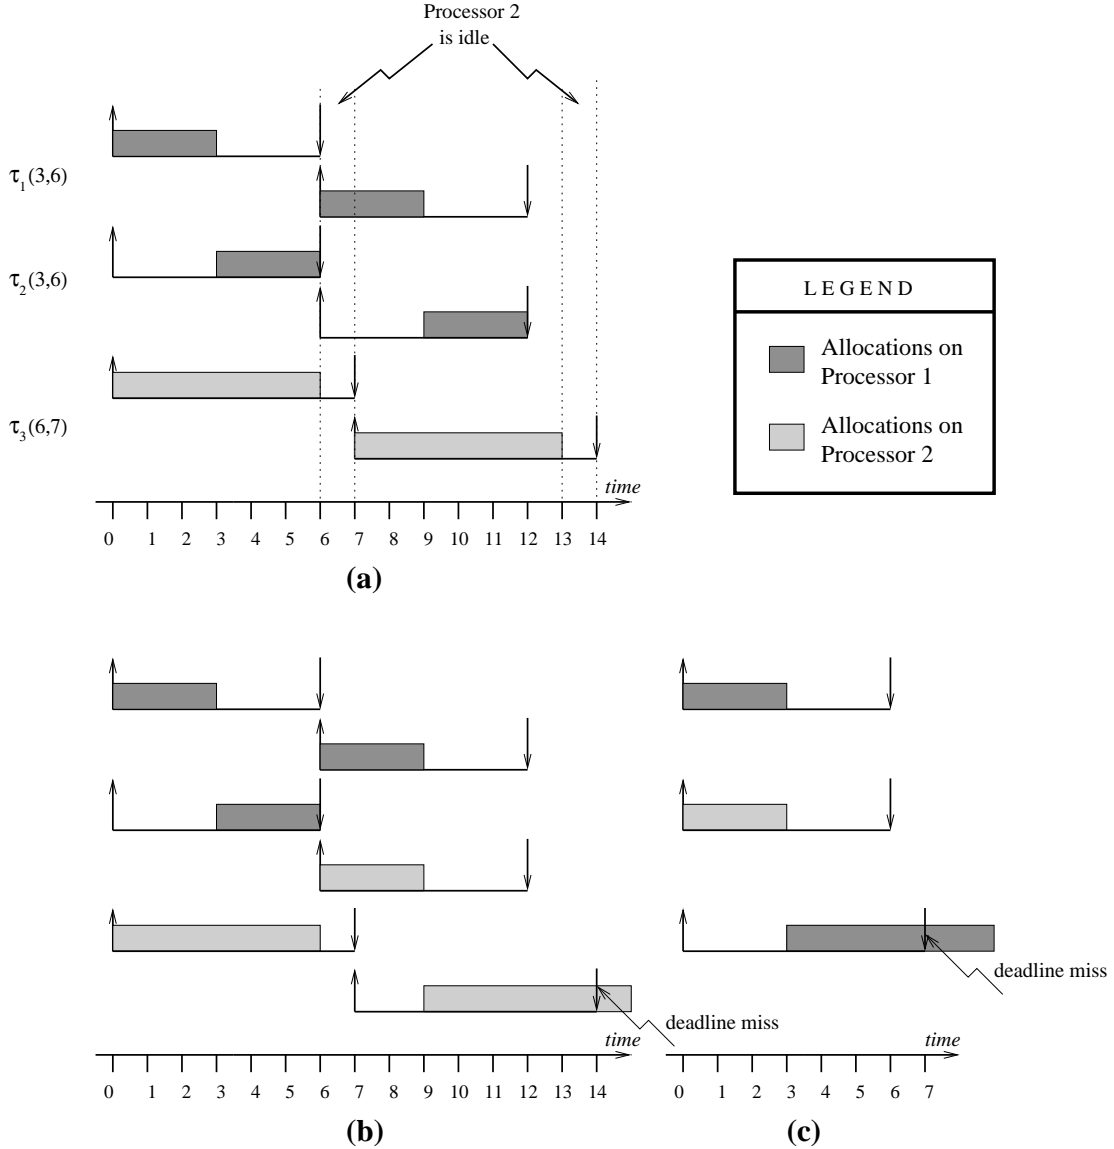 Processor 2
is idle
τ1(3,6)
τ2(3,6)
τ3(6,7)
time
0 1 2 3 4 5 6 7 8 9 10 11 12 13 14
(a)
LEGEND
Allocations on
Processor 1
Allocations on
Processor 2
deadline miss
time
0 1 2 3 4 5 6 7 8 9 10 11 12 13 14
(b)
deadline miss
time
0 1 2 3 4 5 6 7
(c)